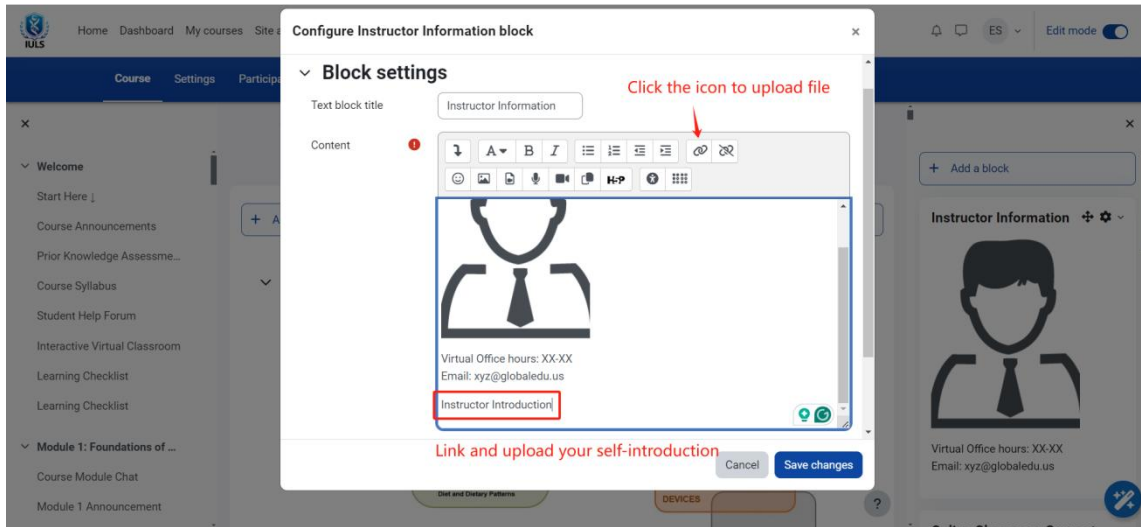 IULS
Home Dashboard My courses Site a
ES
Edit mode
Course Settings Participa
Welcome
Start Here ↓
Course Announcements
Prior Knowledge Assessme...
Course Syllabus
Student Help Forum
Interactive Virtual Classroom
Learning Checklist
Learning Checklist
Module 1: Foundations of ...
Course Module Chat
Module 1 Announcement
+ A
Configure Instructor Information block
×
Block settings
Click the icon to upload file
Text block title
Instructor Information
Content
A B I
H5P
Virtual Office hours: XX-XX
Email: xyz@globaledu.us
Instructor Introduction
Link and upload your self-introduction
Cancel Save changes
Diet and Dietary Patterns
DEVICES
?
×
+ Add a block
Instructor Information
Virtual Office hours: XX-XX
Email: xyz@globaledu.us